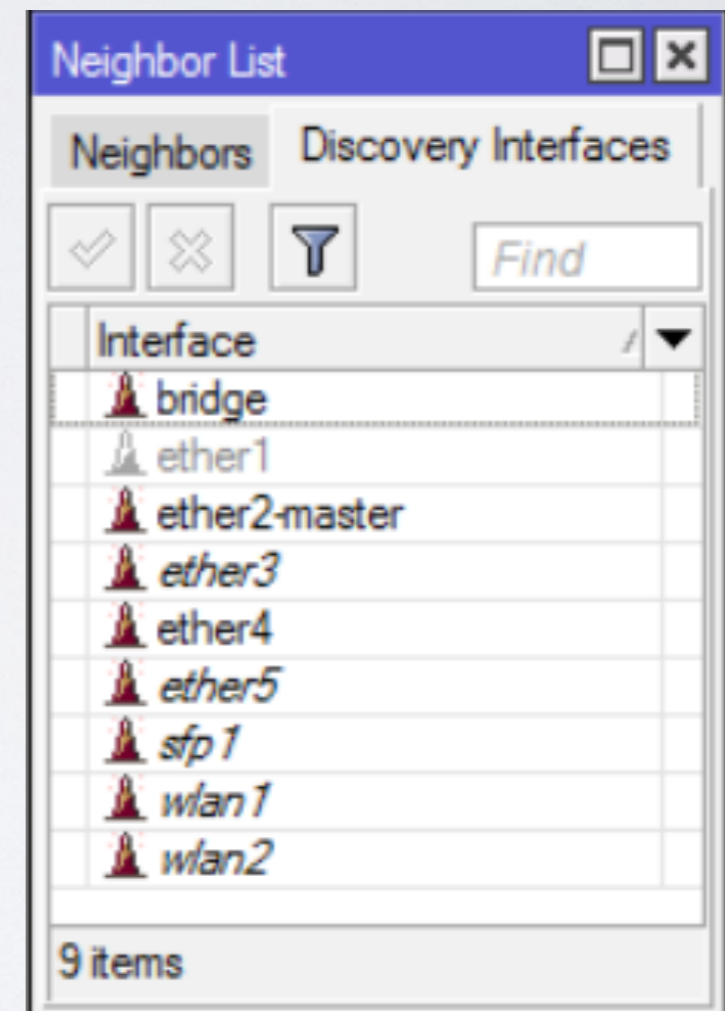 Neighbor List
Neighbors Discovery Interfaces
Find
Interface
bridge
ether1
ether2-master
ether3
ether4
ether5
sfp1
wlan1
wlan2
9 items